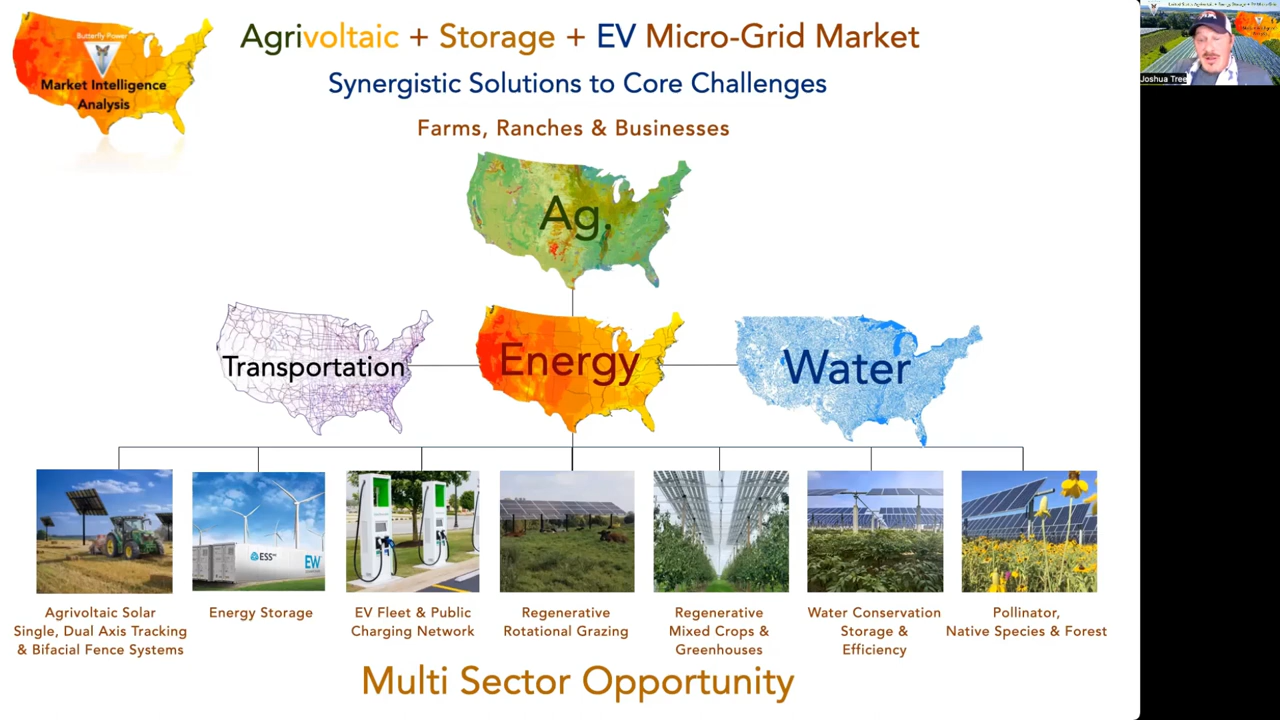 Butterfly Power
Market Intelligence
Analysis
Agrivoltaic + Storage + EV Micro-Grid Market
Synergistic Solutions to Core Challenges
Farms, Ranches & Businesses
Joshua Tree
Ag.
Transportation
Energy
Water
ESS
EW
Agrivoltaic Solar
Single, Dual Axis Tracking
& Bifacial Fence Systems
Energy Storage
EV Fleet & Public
Charging Network
Regenerative
Rotational Grazing
Regenerative
Mixed Crops &
Greenhouses
Water Conservation
Storage &
Efficiency
Pollinator,
Native Species & Forest
Multi Sector Opportunity